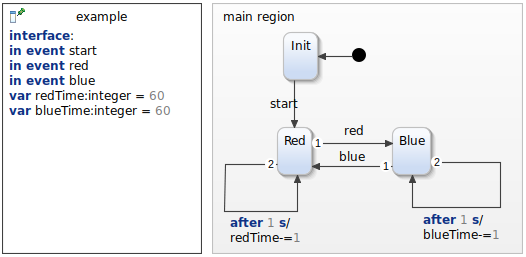 example
interface:
in event start
in event red
in event blue
var redTime:integer = 60
var blueTime:integer = 60
main region
Init
start
Red
1
red
Blue
blue
1
2
2
after 1 s/
redTime-=1
after 1 s/
blueTime-=1